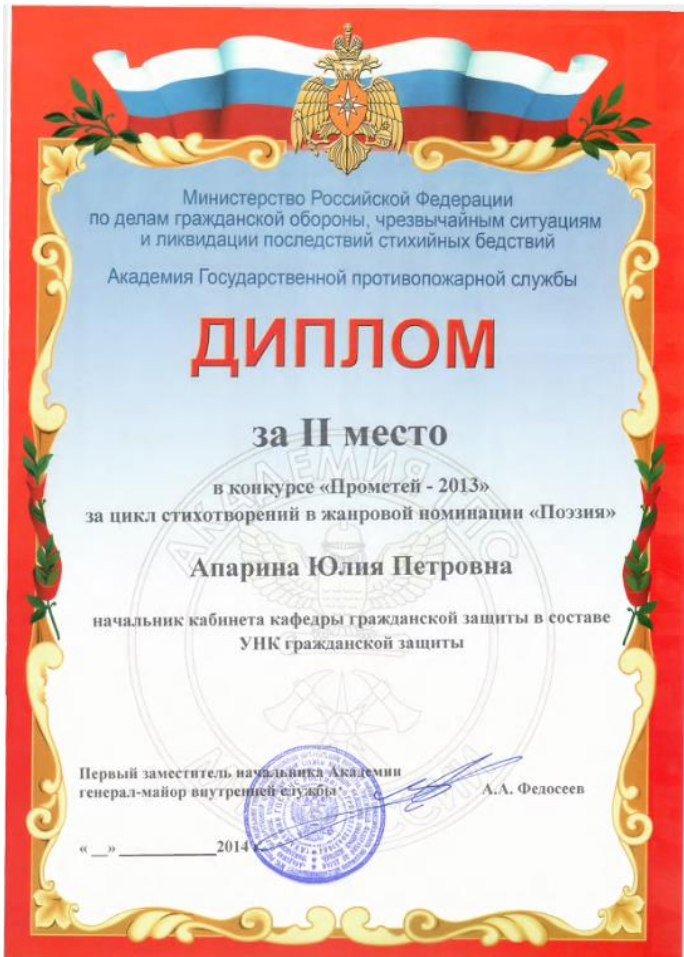 Министерство Российской Федерации
по делам гражданской обороны, чрезвычайным ситуациям
и ликвидации последствий стихийных бедствий
Академия Государственной противопожарной службы
ДИПЛОМ
за II место
в конкурсе «Прометей - 2013»
за цикл стихотворений в жанровой номинации «Поэзия»
Апарина Юлия Петровна
начальник кабинета кафедры гражданской защиты в составе
УНК гражданской защиты
Первый заместитель начальника Академии
генерал-майор внутренней службы
А.А. Федосеев
«__» __________2014 г.